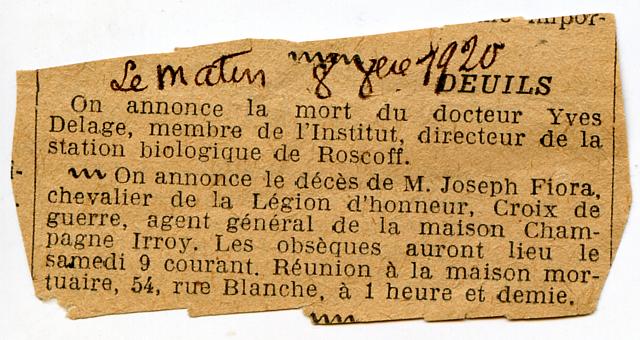 impor-
Le Matin 8 8bre 1920
DEUILS
On annonce la mort du docteur Yves
Delage, membre de l'Institut, directeur de la
station biologique de Roscoff.
On annonce le décès de M. Joseph Fiora,
chevalier de la Légion d'honneur, Croix de
guerre, agent général de la maison Cham-
pagne Irroy. Les obsèques auront lieu le
samedi 9 courant. Réunion à la maison mor-
tuaire, 54, rue Blanche, à 1 heure et demie.